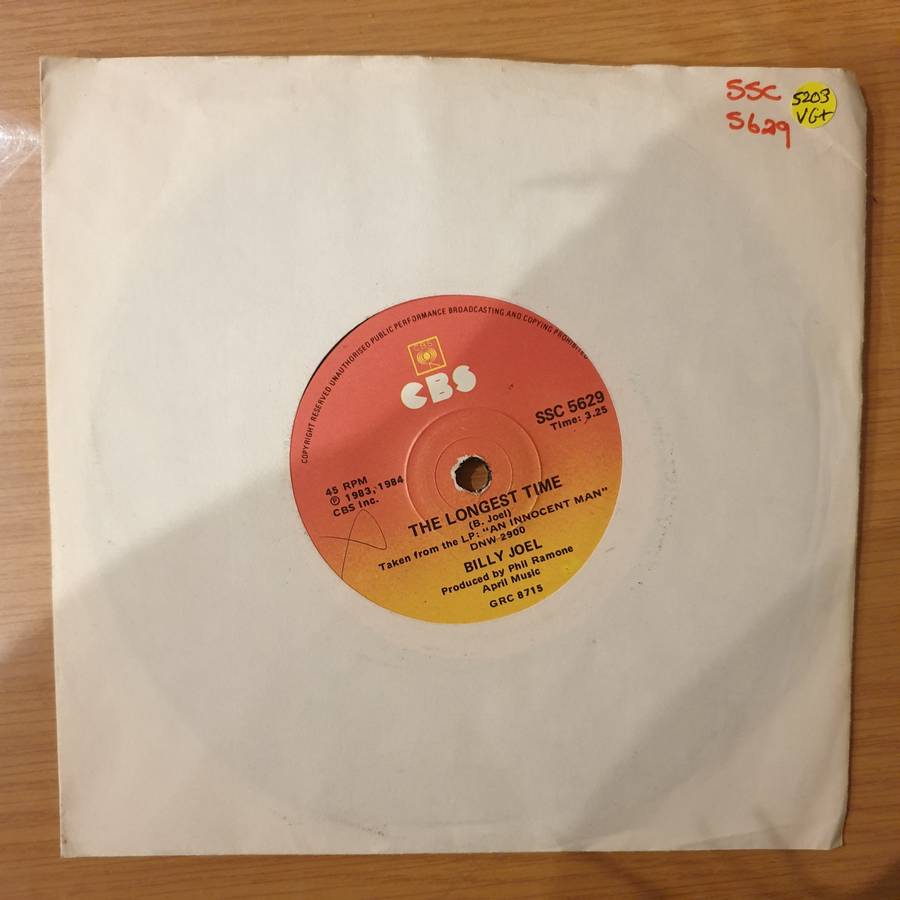 SSC
5629
5203
VG+
COPYRIGHT RESERVED UNAUTHORISED PUBLIC PERFORMANCE BROADCASTING AND COPYING PROHIBITED
CBS
CBS
SSC 5629
Time: 3.25
45 RPM
℗ 1983, 1984
CBS Inc.
THE LONGEST TIME
(B. Joel)
Taken from the LP: "AN INNOCENT MAN"
DNW 2900
BILLY JOEL
Produced by Phil Ramone
April Music
GRC 8715